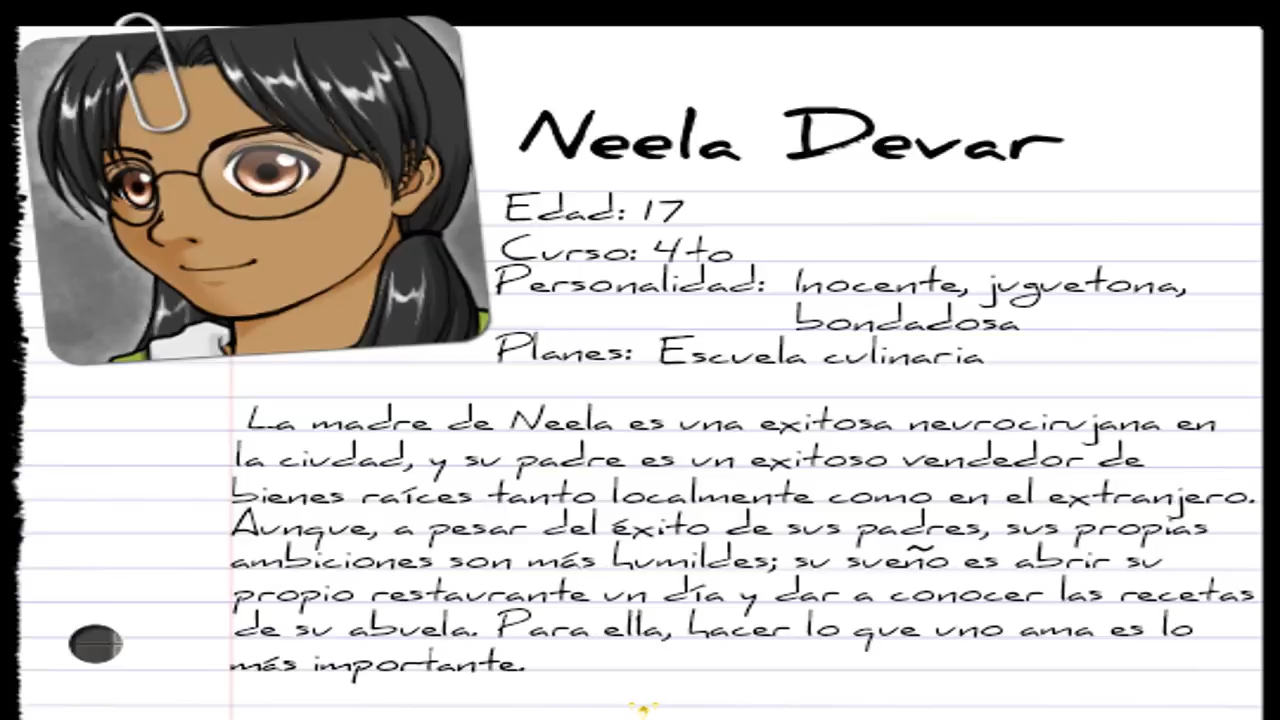 Neela Devar
Edad: 17
Curso: 4to
Personalidad: Inocente, juguetona,
bondadosa
Planes: Escuela culinaria
La madre de Neela es una exitosa neurocirujana en
la ciudad, y su padre es un exitoso vendedor de
bienes raíces tanto localmente como en el extranjero.
Aunque, a pesar del éxito de sus padres, sus propias
ambiciones son más humildes; su sueño es abrir su
propio restaurante un día y dar a conocer las recetas
de su abuela. Para ella, hacer lo que uno ama es lo
más importante.